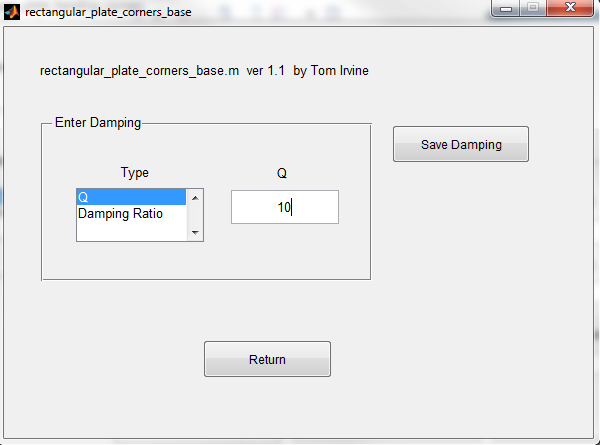 rectangular_plate_corners_base
rectangular_plate_corners_base.m  ver 1.1  by Tom Irvine
Enter Damping
Save Damping
Type
Q
Q
Damping Ratio
10
Return